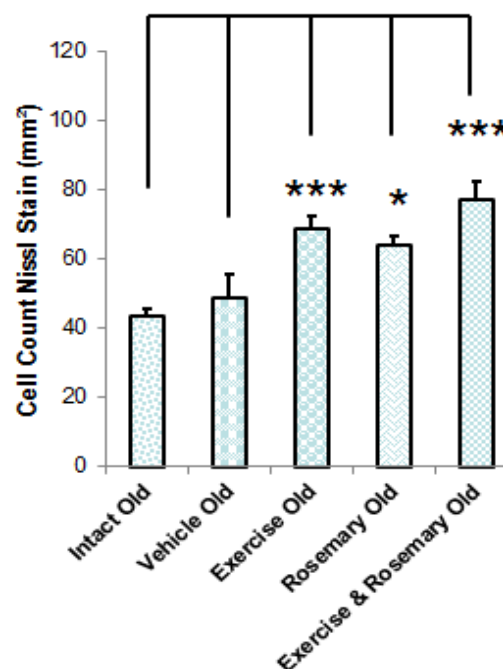 Cell Count Nissl Stain (mm²)
120
100
80
60
40
20
0
***
*
***
Intact Old
Vehicle Old
Exercise Old
Rosemary Old
Exercise & Rosemary Old